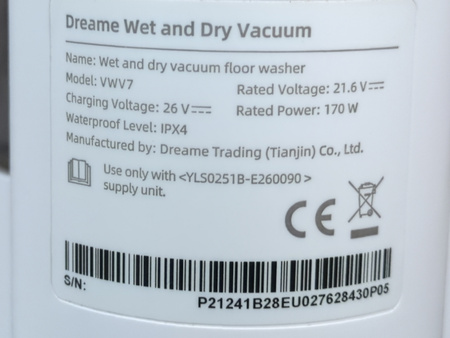 Dreame Wet and Dry Vacuum
Name: Wet and dry vacuum floor washer
Model: VWV7
Rated Voltage: 21.6 V⎓
Charging Voltage: 26 V⎓
Rated Power: 170 W
Waterproof Level: IPX4
Manufactured by: Dreame Trading (Tianjin) Co., Ltd.
Use only with <YLS0251B-E260090>
supply unit.
CE
S/N:
P21241B28EU027628430P05